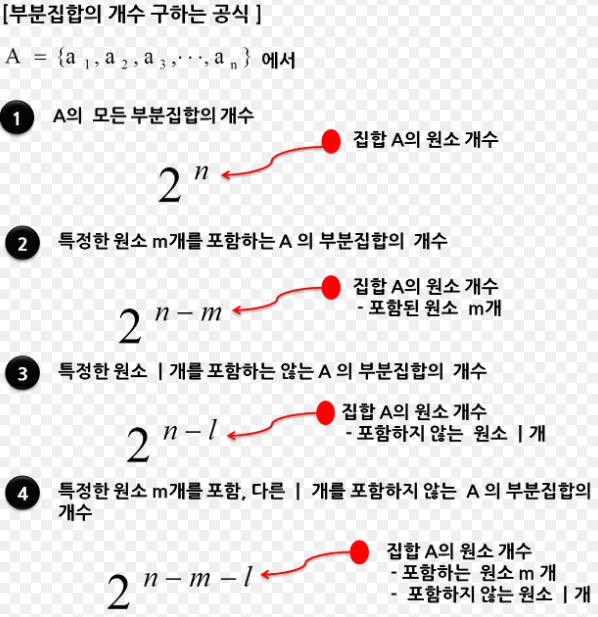 [부분집합의 개수 구하는 공식 ]
A = {a₁, a₂, a₃, ···, aₙ} 에서
1 A의 모든 부분집합의 개수
집합 A의 원소 개수
2ⁿ
2 특정한 원소 m개를 포함하는 A 의 부분집합의 개수
집합 A의 원소 개수
- 포함된 원소 m개
2ⁿ⁻ᵐ
3 특정한 원소 l 개를 포함하는 않는 A 의 부분집합의 개수
집합 A의 원소 개수
- 포함하지 않는 원소 l 개
2ⁿ⁻ˡ
4 특정한 원소 m개를 포함, 다른 l 개를 포함하지 않는 A 의 부분집합의
개수
집합 A의 원소 개수
- 포함하는 원소 m 개
- 포함하지 않는 원소 l 개
2ⁿ⁻ᵐ⁻ˡ